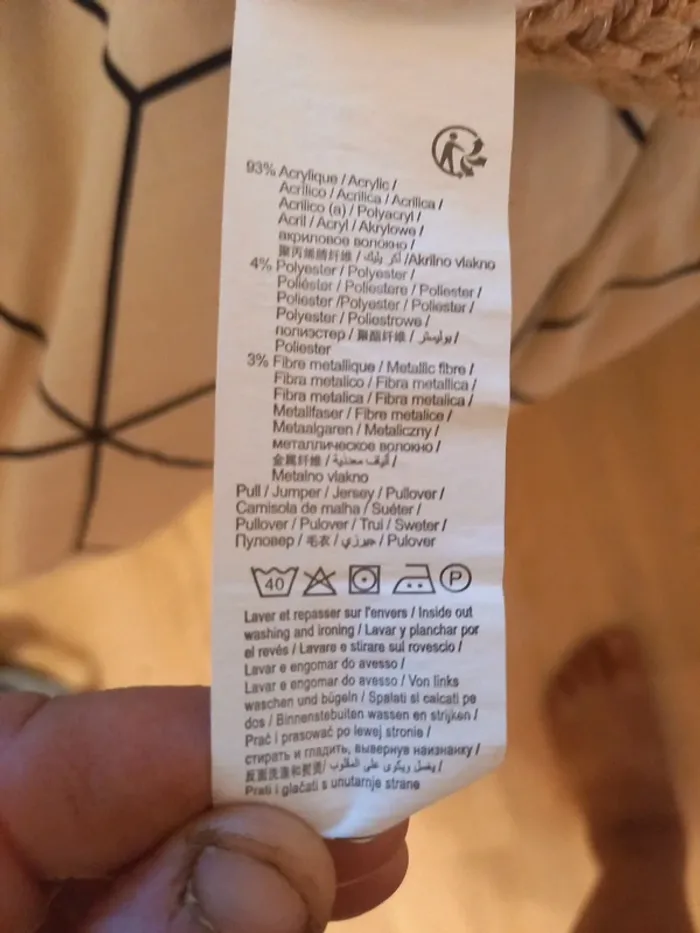 93% Acrylique / Acrylic /
Acrílico / Acrilica / Acrilica /
Acrilico (a) / Polyacryl /
Acril / Acryl / Akrylowe /
акриловое волокно /
聚丙烯腈纤维 / أكريليك /Akrilno vlakno
4% Polyester / Polyester /
Poliéster / Poliestere / Poliester /
Poliester /Polyester / Poliester /
Polyester / Poliestrowe /
полиэстер / 聚酯纤维 / بوليستر /
Poliester
3% Fibre metallique / Metallic fibre /
Fibra metalico / Fibra metallica /
Fibra metalica / Fibra metalica /
Metallfaser / Fibre metalice /
Metaalgaren / Metaliczny /
металлическое волокно /
金属纤维 / ألياف معدنية /
Metalno vlakno
Pull / Jumper / Jersey / Pullover /
Camisola de malha / Suéter /
Pullover / Pulover / Trui / Sweter /
Пуловер / 毛衣 / جيرزي / Pulover
40 P
Laver et repasser sur l'envers / Inside out
washing and ironing / Lavar y planchar por
el revés / Lavare e stirare sul rovescio /
Lavar e engomar do avesso /
Lavar e engomar do avesso / Von links
waschen und bügeln / Spalati si calcati pe
dos / Binnenstebuiten wassen en strijken /
Prać i prasować po lewej stronie /
стирать и гладить, вывернув наизнанку /
反面洗涤和熨烫/ يغسل ويكوى على المقلوب /
Prati i glačati s unutarnje strane